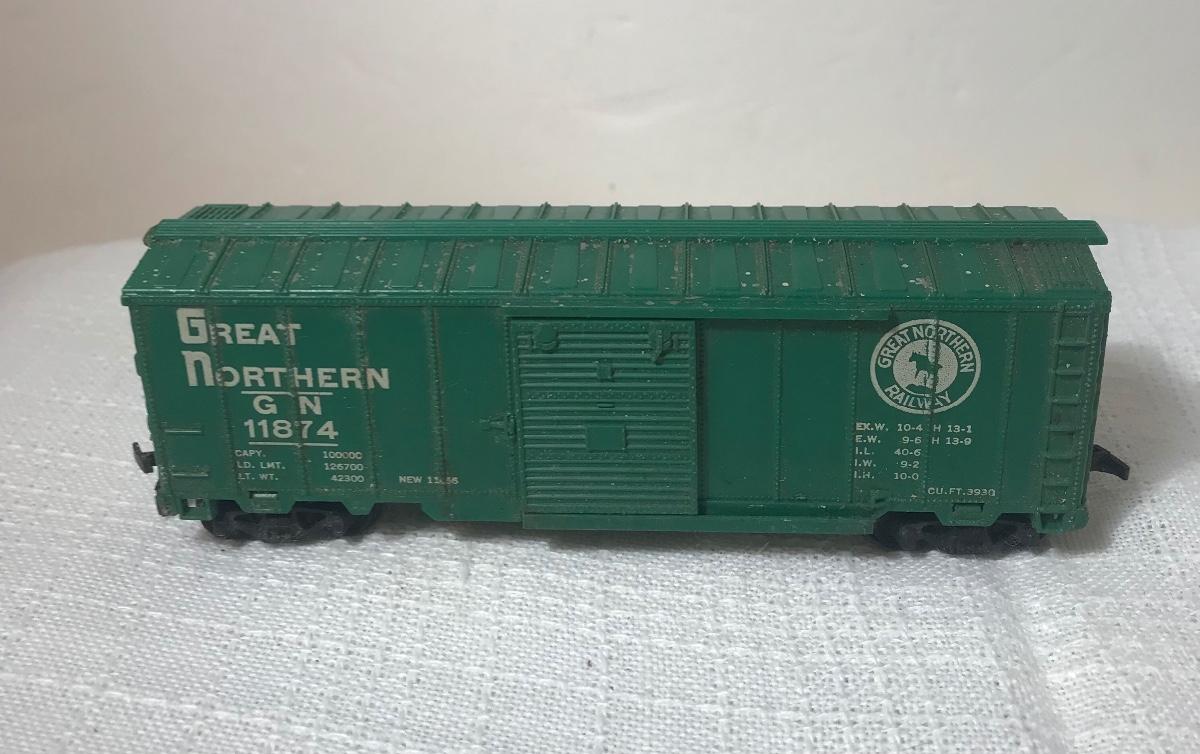 GREAT
NORTHERN
GN
11874
CAPY. 100000
LD. LMT. 126700
LT. WT. 42300
NEW
GREAT NORTHERN
RAILWAY
EX.W. 10-4 H 13-1
E.W. 9-6 H 13-9
I.L. 40-6
I.W. 9-2
I.H. 10-0
CU.FT. 3930